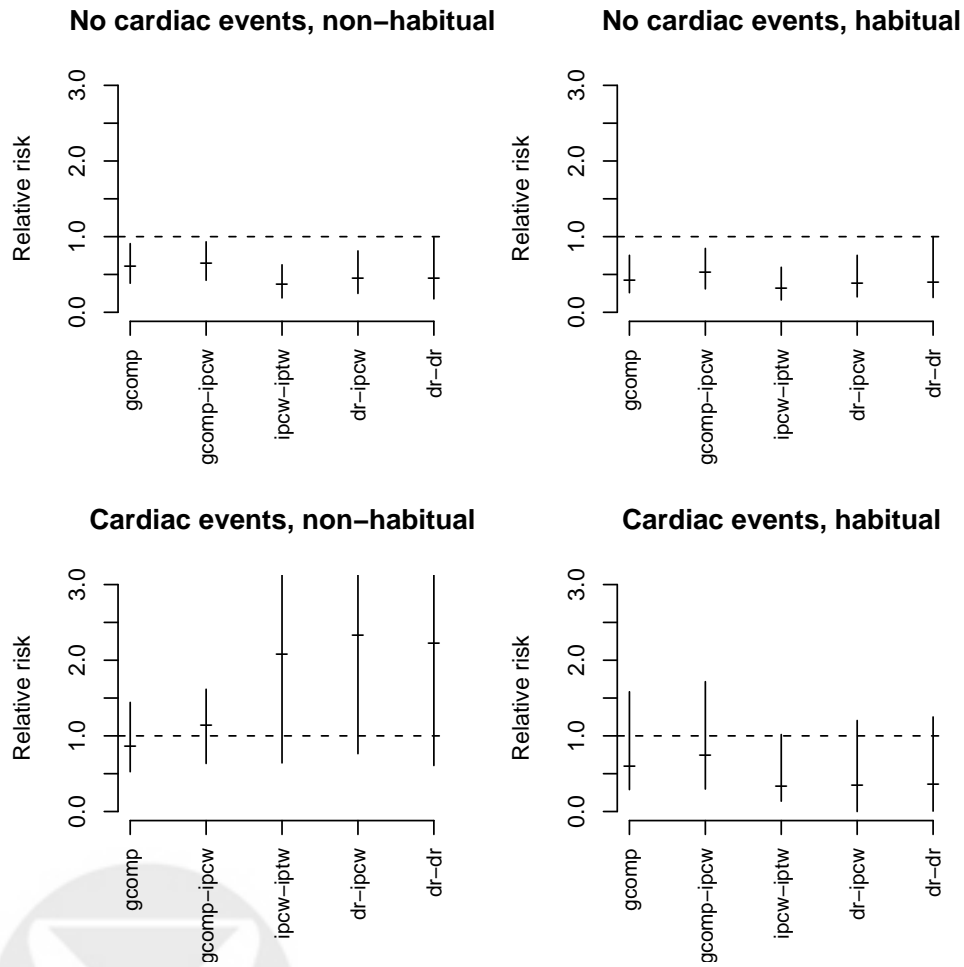 No cardiac events, non−habitual
Relative risk
3.0
2.0
1.0
0.0
gcomp
gcomp−ipcw
ipcw−iptw
dr−ipcw
dr−dr
No cardiac events, habitual
Relative risk
3.0
2.0
1.0
0.0
gcomp
gcomp−ipcw
ipcw−iptw
dr−ipcw
dr−dr
Cardiac events, non−habitual
Relative risk
3.0
2.0
1.0
0.0
gcomp
gcomp−ipcw
ipcw−iptw
dr−ipcw
dr−dr
Cardiac events, habitual
Relative risk
3.0
2.0
1.0
0.0
gcomp
gcomp−ipcw
ipcw−iptw
dr−ipcw
dr−dr